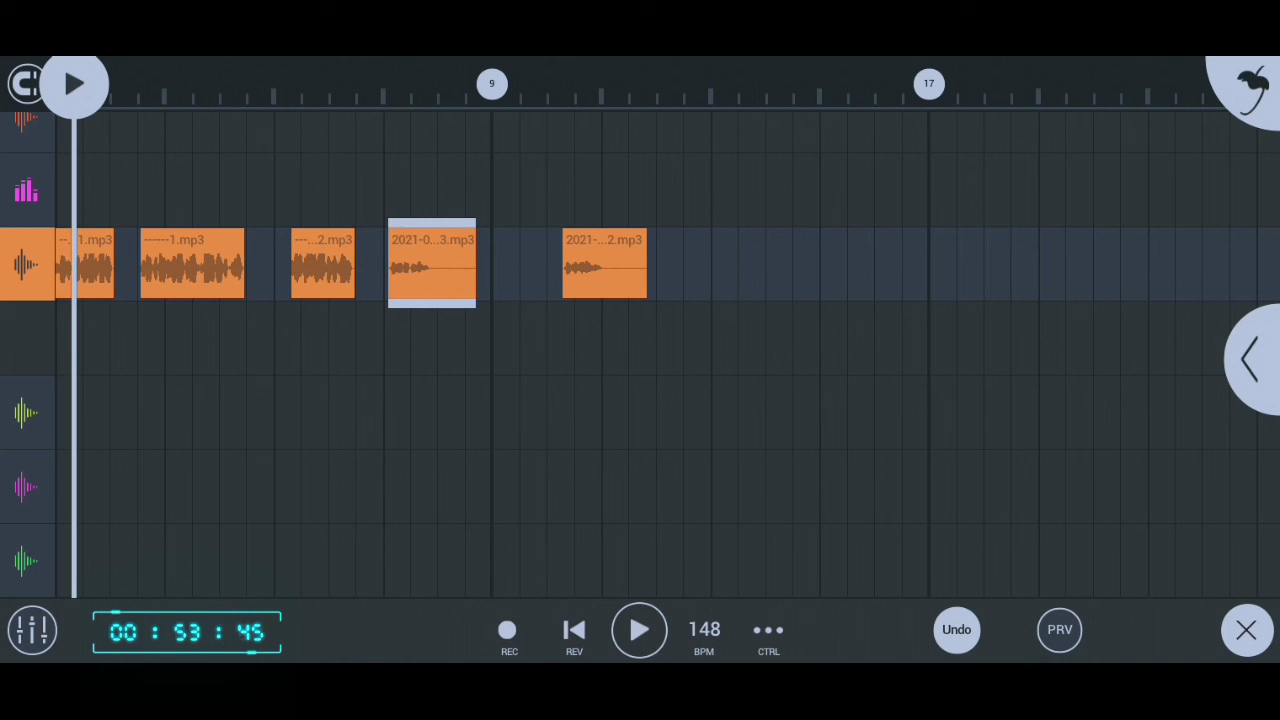 9
17
--...1.mp3
------1.mp3
---...2.mp3
2021-0...3.mp3
2021-...2.mp3
00 : 53 : 45
REC
REV
148
BPM
CTRL
Undo
PRV